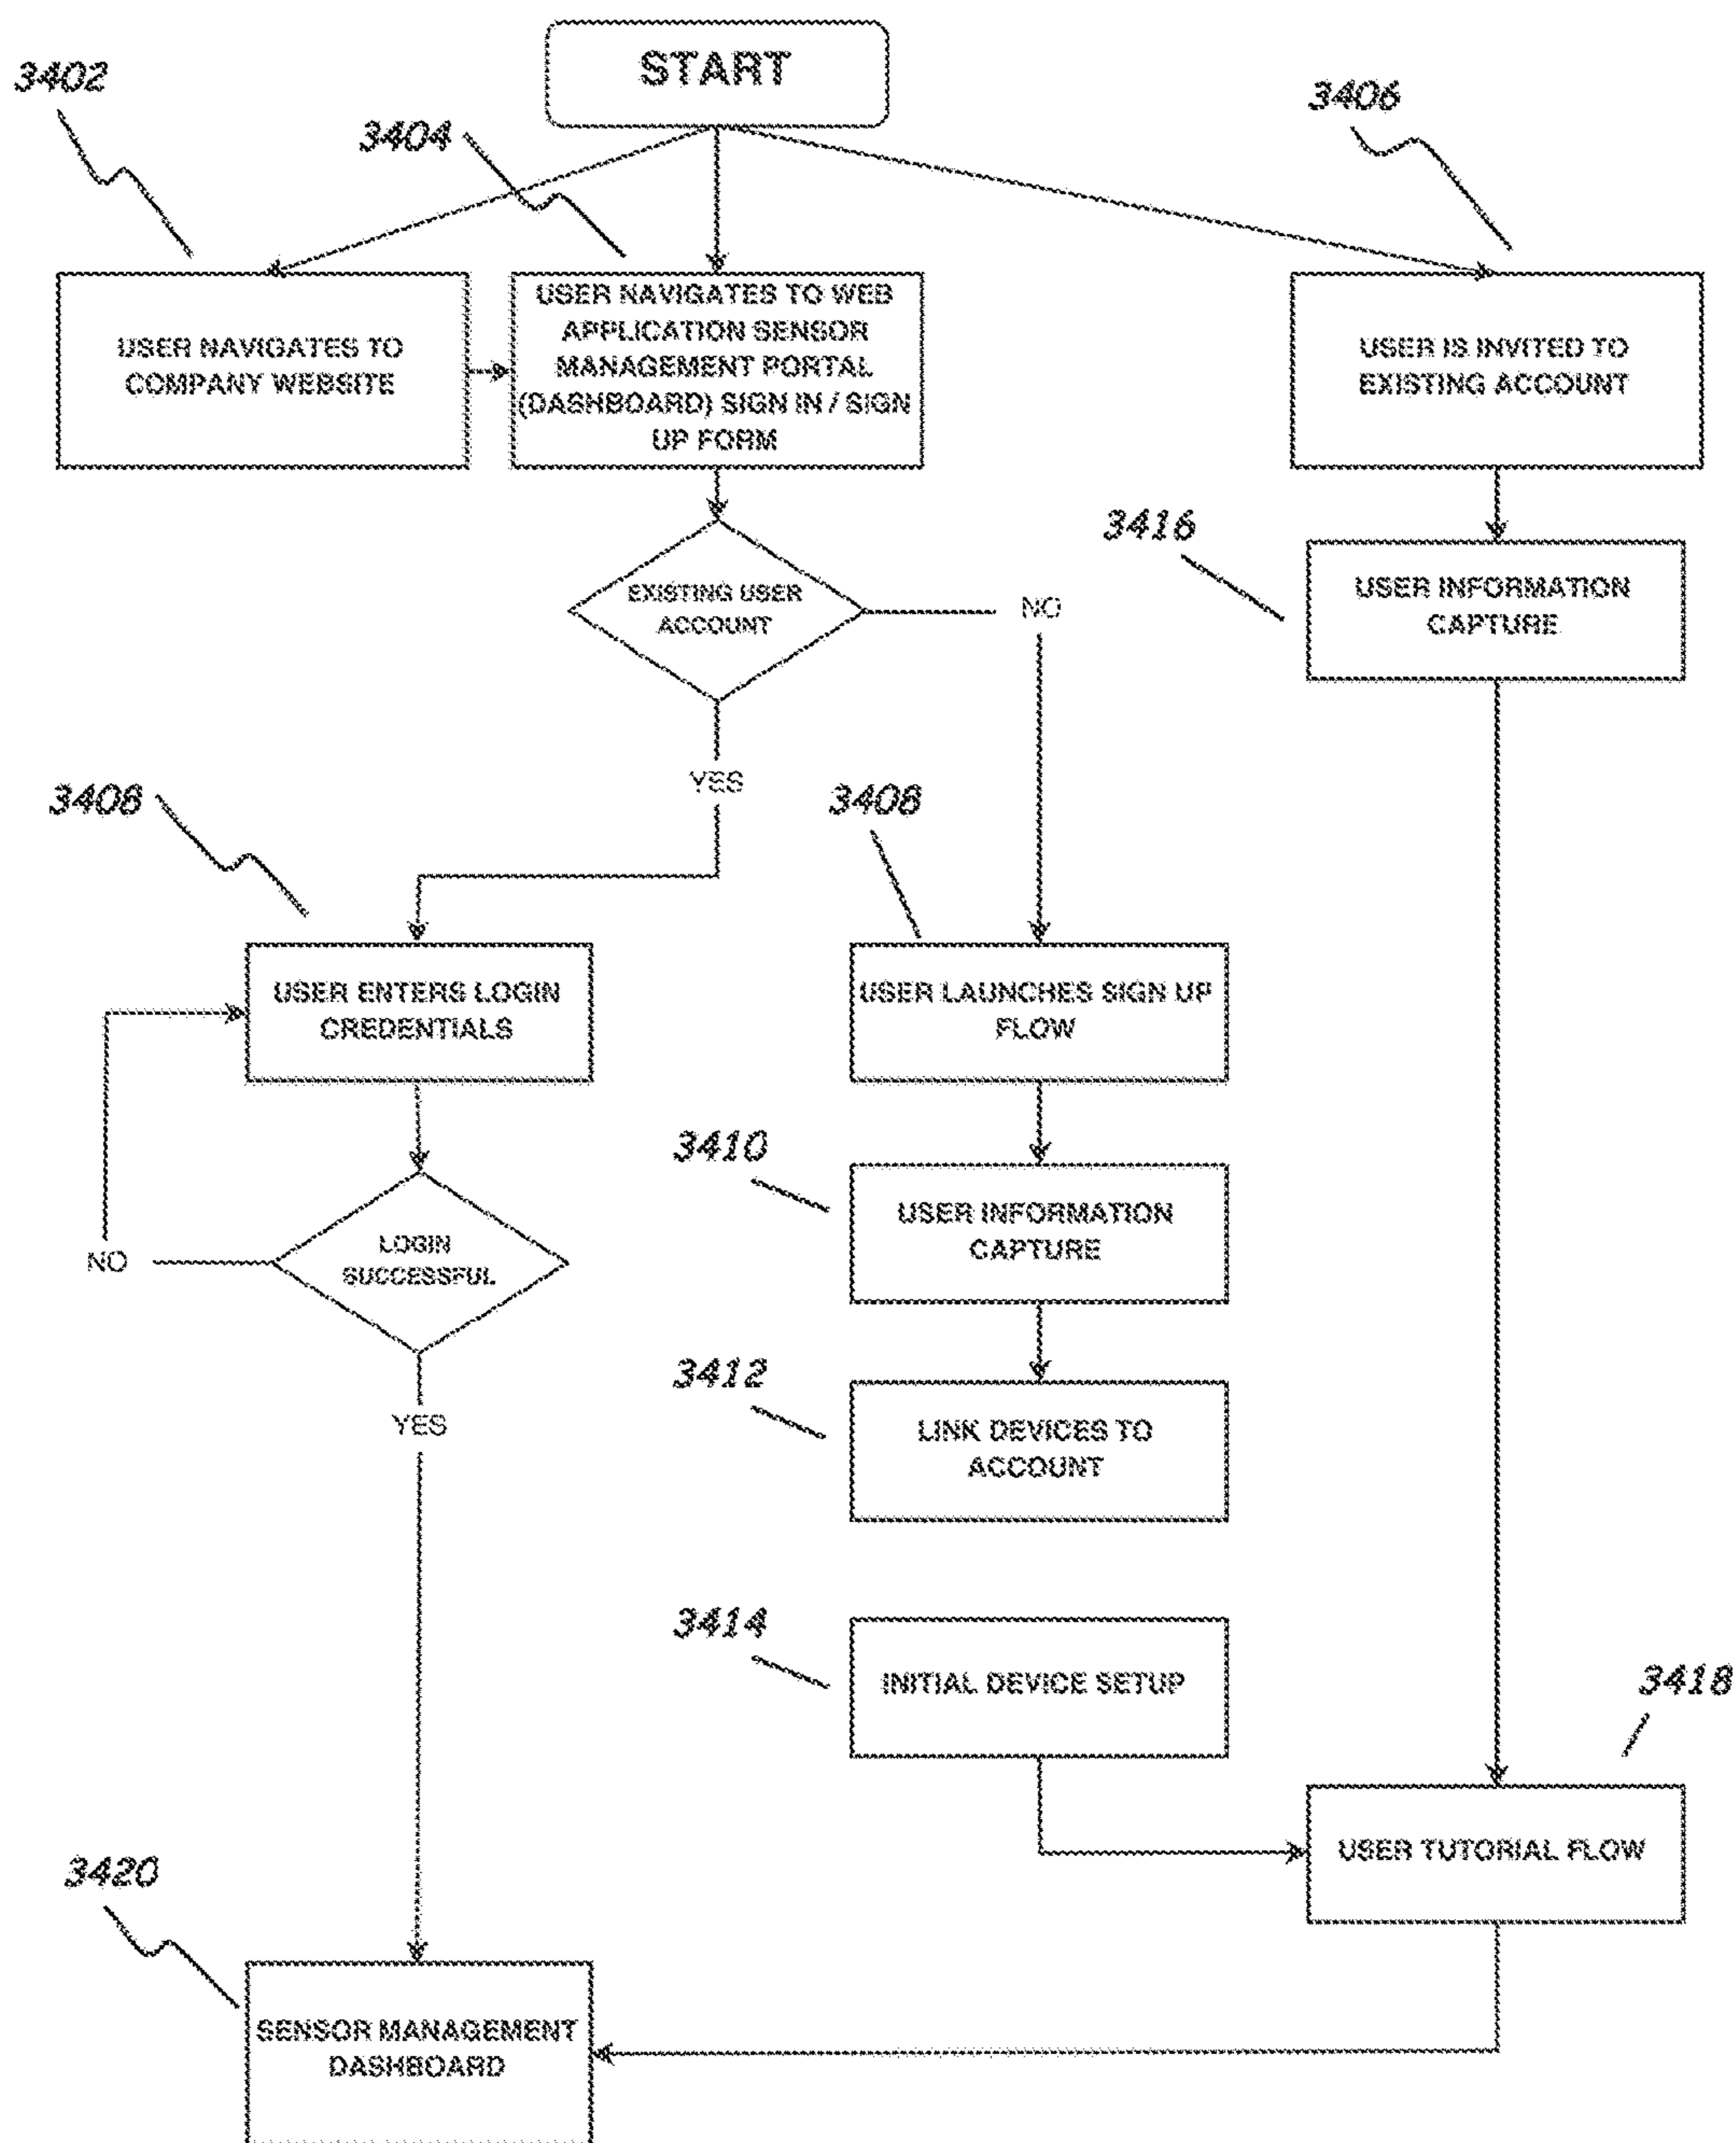 START
3402
3404
3406
USER NAVIGATES TO
COMPANY WEBSITE
USER NAVIGATES TO WEB
APPLICATION SENSOR
MANAGEMENT PORTAL
(DASHBOARD) SIGN IN / SIGN
UP FORM
USER IS INVITED TO
EXISTING ACCOUNT
3416
USER INFORMATION
CAPTURE
EXISTING USER
ACCOUNT
NO
YES
3408
3408
USER ENTERS LOGIN
CREDENTIALS
USER LAUNCHES SIGN UP
FLOW
3410
USER INFORMATION
CAPTURE
LOGIN
SUCCESSFUL
NO
YES
3412
LINK DEVICES TO
ACCOUNT
3414
INITIAL DEVICE SETUP
3418
USER TUTORIAL FLOW
3420
SENSOR MANAGEMENT
DASHBOARD